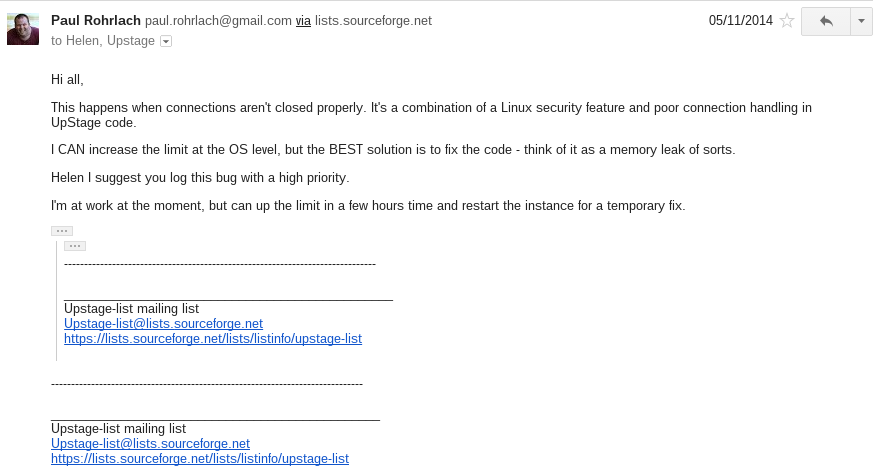 Paul Rohrlach paul.rohrlach@gmail.com via lists.sourceforge.net 05/11/2014
to Helen, Upstage
Hi all,
This happens when connections aren't closed properly. It's a combination of a Linux security feature and poor connection handling in
UpStage code.
I CAN increase the limit at the OS level, but the BEST solution is to fix the code - think of it as a memory leak of sorts.
Helen I suggest you log this bug with a high priority.
I'm at work at the moment, but can up the limit in a few hours time and restart the instance for a temporary fix.
------------------------------------------------------------------------------
_______________________________________________
Upstage-list mailing list
Upstage-list@lists.sourceforge.net
https://lists.sourceforge.net/lists/listinfo/upstage-list
------------------------------------------------------------------------------
_______________________________________________
Upstage-list mailing list
Upstage-list@lists.sourceforge.net
https://lists.sourceforge.net/lists/listinfo/upstage-list